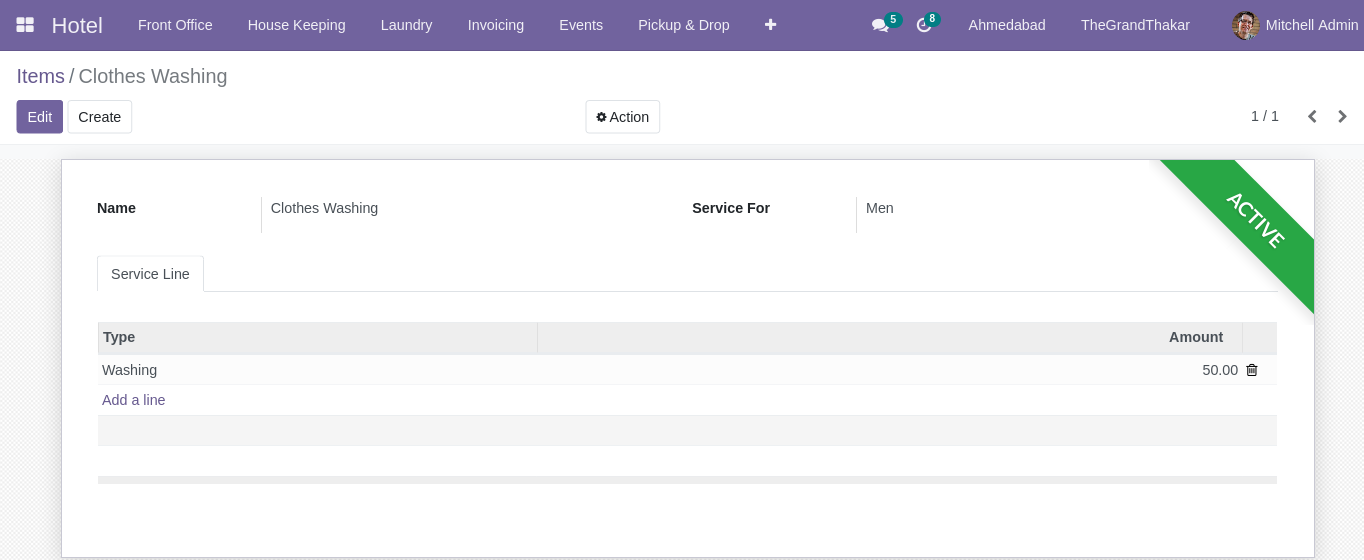 Hotel Front Office House Keeping Laundry Invoicing Events Pickup & Drop 5 8 Ahmedabad TheGrandThakar Mitchell Admin
Items / Clothes Washing
Edit Create Action 1 / 1
ACTIVE
Name Clothes Washing Service For Men
Service Line
Type Amount
Washing 50.00
Add a line